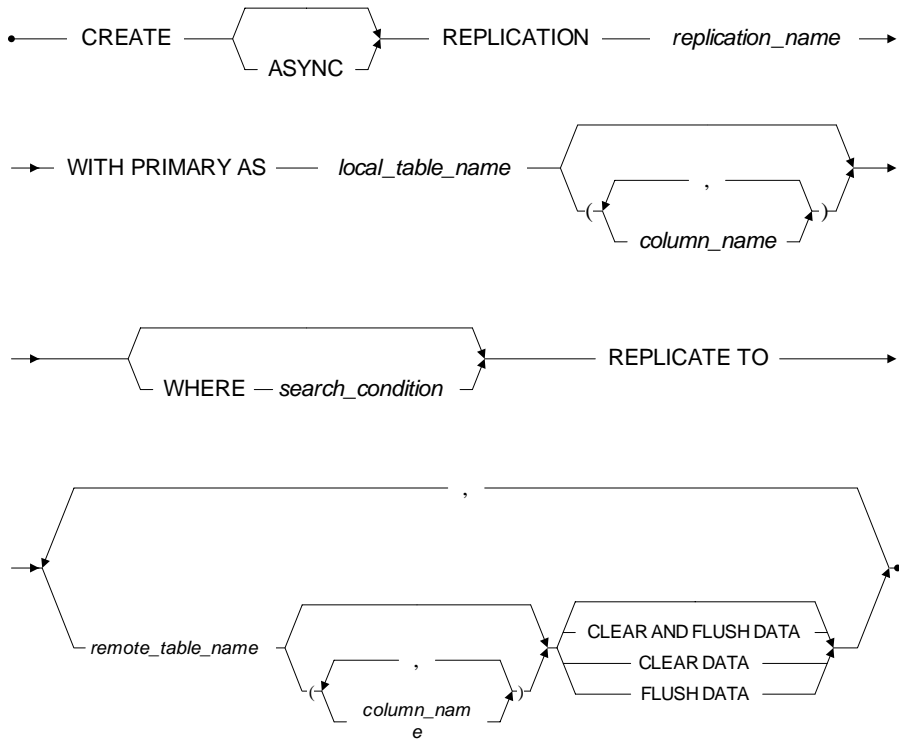 CREATE REPLICATION replication_name
ASYNC
WITH PRIMARY AS local_table_name ,
( )
column_name
REPLICATE TO
WHERE search_condition
,
CLEAR AND FLUSH DATA
remote_table_name
, CLEAR DATA
( ) FLUSH DATA
column_nam
e